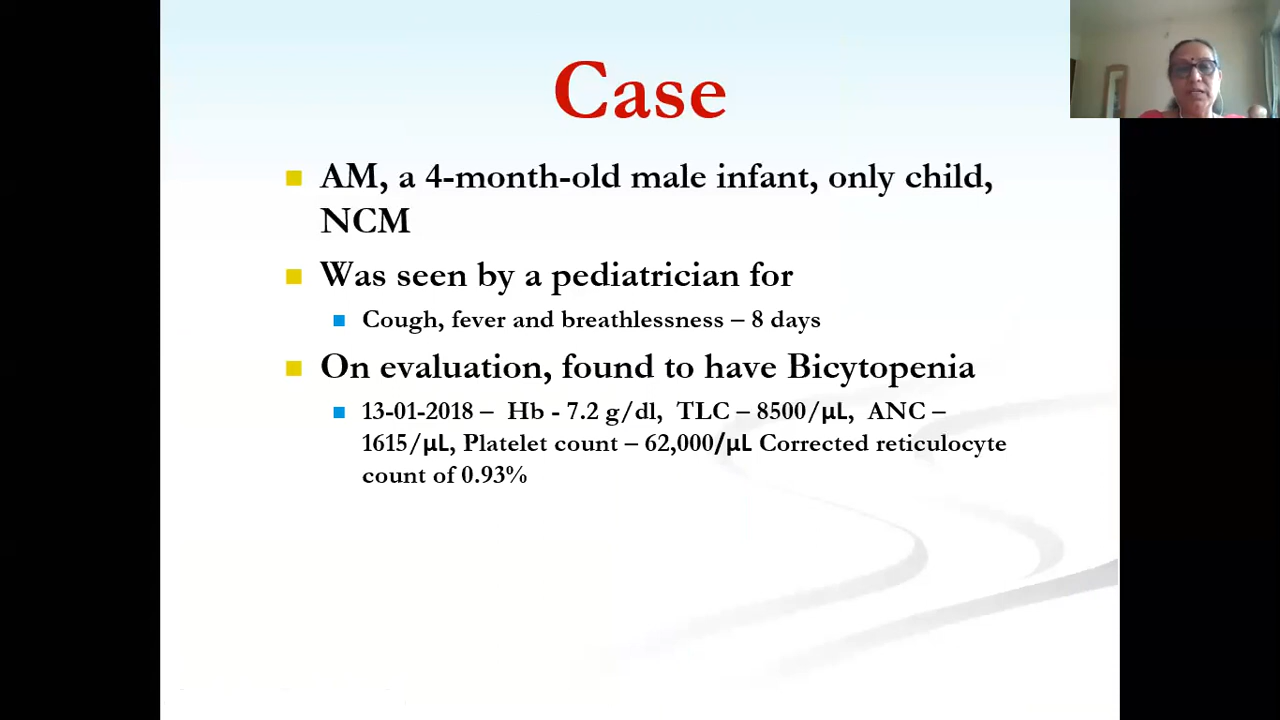 Case
AM, a 4-month-old male infant, only child,
NCM
Was seen by a pediatrician for
Cough, fever and breathlessness – 8 days
On evaluation, found to have Bicytopenia
13-01-2018 – Hb - 7.2 g/dl, TLC – 8500/µL, ANC –
1615/µL, Platelet count – 62,000/µL Corrected reticulocyte
count of 0.93%